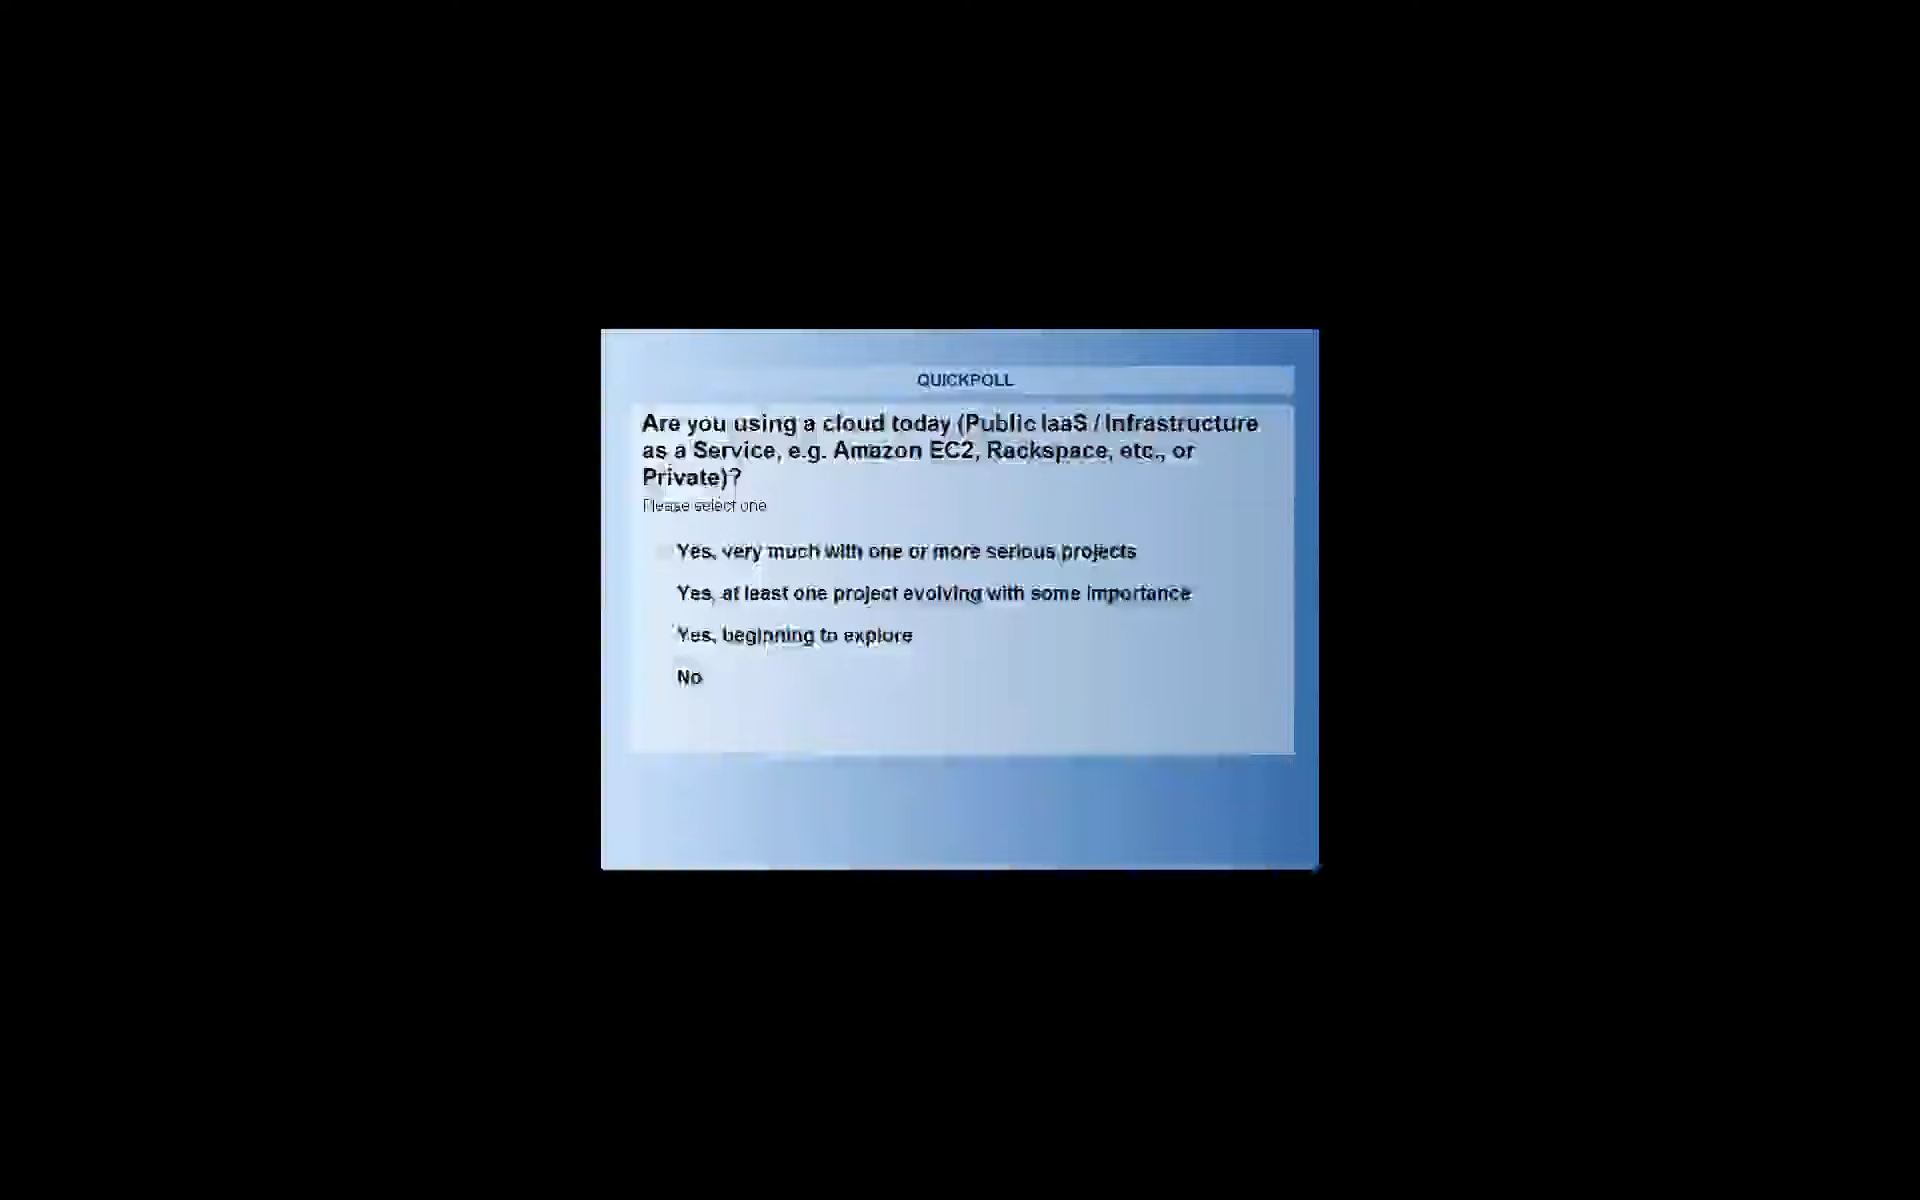 QUICKPOLL
Are you using a cloud today (Public IaaS / Infrastructure
as a Service, e.g. Amazon EC2, Rackspace, etc., or
Private)?
Please select one
Yes, very much with one or more serious projects
Yes, at least one project evolving with some importance
Yes, beginning to explore
No